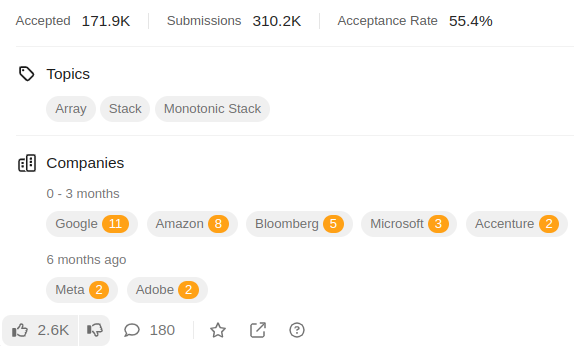 Accepted 171.9K Submissions 310.2K Acceptance Rate 55.4%
Topics
Array Stack Monotonic Stack
Companies
0 - 3 months
Google 11 Amazon 8 Bloomberg 5 Microsoft 3 Accenture 2
6 months ago
Meta 2 Adobe 2
2.6K 180